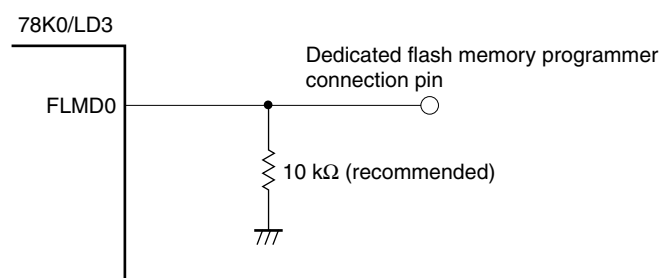 78K0/LD3
Dedicated flash memory programmer
connection pin
FLMD0
10 kΩ (recommended)